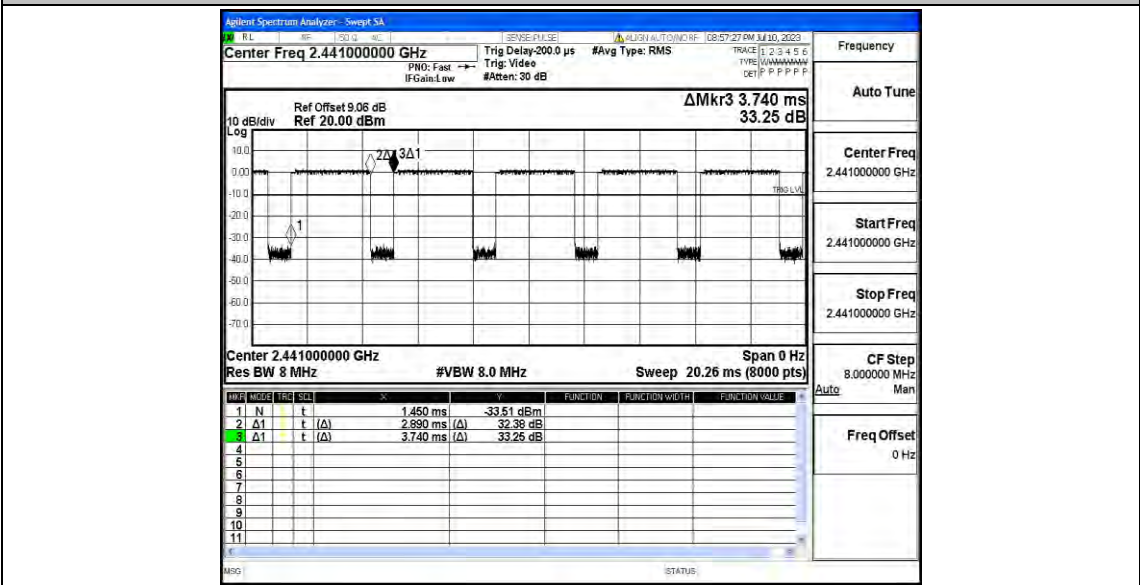 Agilent Spectrum Analyzer - Swept SA
RL RF 50 Ω AC SENSE:PULSE ALIGN AUTO/NO RF 08:57:27 PM Jul 10, 2023
Center Freq 2.441000000 GHz
PNO: Fast
IFGain:Low
Trig Delay-200.0 µs
Trig: Video
#Atten: 30 dB
#Avg Type: RMS
TRACE 1 2 3 4 5 6
TYPE WWWWWW
DET P P P P P P
ΔMkr3 3.740 ms
33.25 dB
Ref Offset 9.06 dB
10 dB/div Ref 20.00 dBm
Log
10.0
0.00
-10.0
-20.0
-30.0
-40.0
-50.0
-60.0
-70.0
2Δ1 3Δ1
1
TRIG LVL
Center 2.441000000 GHz Span 0 Hz
Res BW 8 MHz #VBW 8.0 MHz Sweep 20.26 ms (8000 pts)
MKR MODE TRC SCL X Y FUNCTION FUNCTION WIDTH FUNCTION VALUE
1 N t 1.450 ms -33.51 dBm
2 Δ1 t (Δ) 2.890 ms (Δ) 32.38 dB
3 Δ1 t (Δ) 3.740 ms (Δ) 33.25 dB
4
5
6
7
8
9
10
11
MSG STATUS
Frequency
Auto Tune
Center Freq
2.441000000 GHz
Start Freq
2.441000000 GHz
Stop Freq
2.441000000 GHz
CF Step
8.000000 MHz
Auto Man
Freq Offset
0 Hz